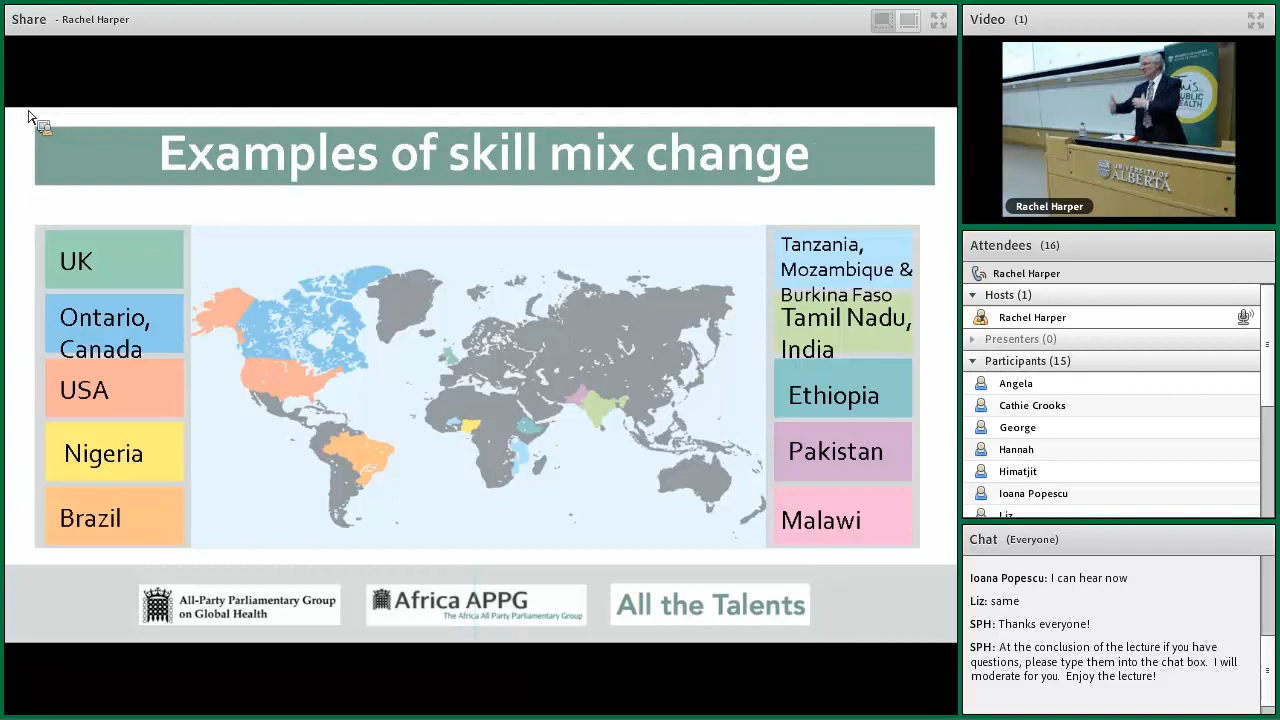 Share - Rachel Harper
Examples of skill mix change
UK
Ontario,
Canada
USA
Nigeria
Brazil
Tanzania,
Mozambique &
Burkina Faso
Tamil Nadu,
India
Ethiopia
Pakistan
Malawi
All-Party Parliamentary Group
on Global Health
Africa APPG
The Africa All Party Parliamentary Group
All the Talents
Video (1)
PUBLIC
HEALTH
UNIVERSITY OF
ALBERTA
Rachel Harper
Attendees (16)
Rachel Harper
Hosts (1)
Rachel Harper
Presenters (0)
Participants (15)
Angela
Cathie Crooks
George
Hannah
Himatjit
Ioana Popescu
Liz
Chat (Everyone)
Ioana Popescu: I can hear now
Liz: same
SPH: Thanks everyone!
SPH: At the conclusion of the lecture if you have
questions, please type them into the chat box. I will
moderate for you. Enjoy the lecture!